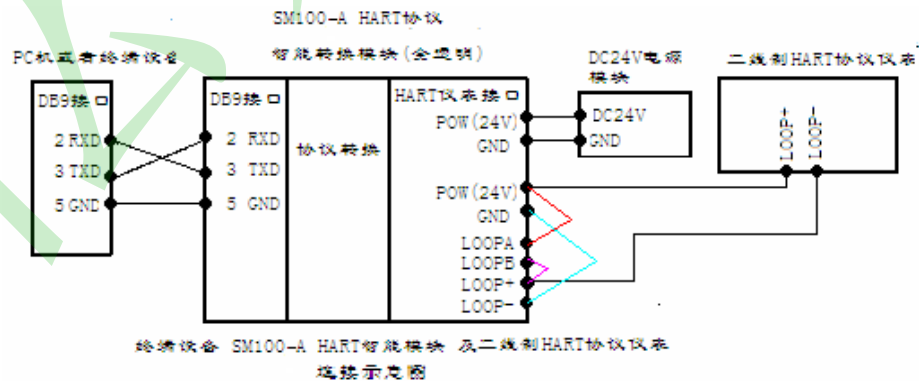 SM100-A HART协议
智能转换模块(全透明)
PC机或者终端设备
DC24V电源
模块
二线制HART协议仪表
DB9接口
DB9接口
HART仪表接口
POW(24V)
DC24V
2 RXD
2 RXD
协议转换
GND
GND
LOOP+
LOOP-
3 TXD
3 TXD
POW(24V)
5 GND
5 GND
GND
LOOPA
LOOPB
LOOP+
LOOP-
终端设备 SM100-A HART智能模块 及二线制HART协议仪表
连接示意图